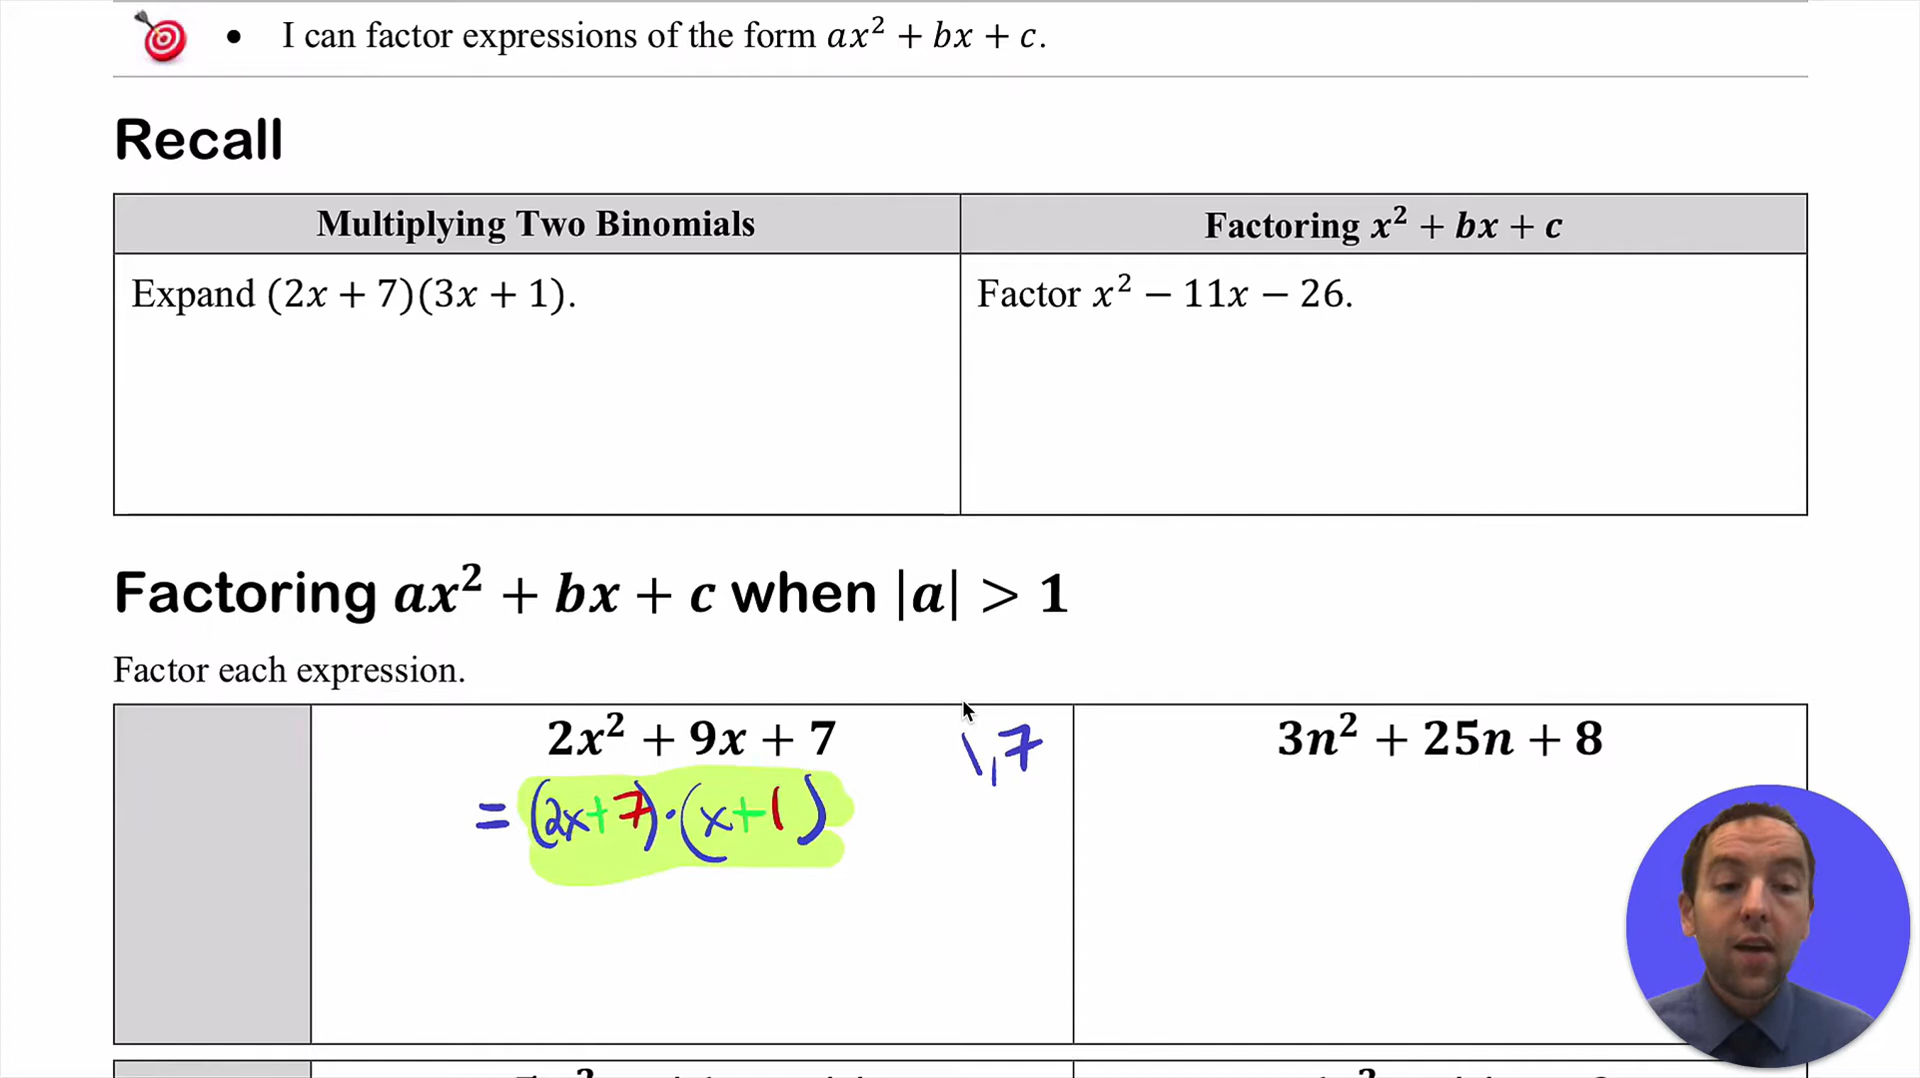 • I can factor expressions of the form ax² + bx + c.
Recall
Multiplying Two Binomials
Factoring x² + bx + c
Expand (2x + 7)(3x + 1).
Factor x² − 11x − 26.
Factoring ax² + bx + c when |a| > 1
Factor each expression.
2x² + 9x + 7
1,7
= (2x+7)·(x+1)
3n² + 25n + 8